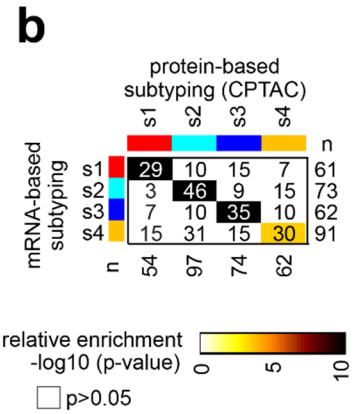 b
protein-based
subtyping (CPTAC)
s1 s2 s3 s4
n
mRNA-based
subtyping
s1 29 10 15 7 61
s2 3 46 9 15 73
s3 7 10 35 10 62
s4 15 31 15 30 91
n 54 97 74 62
relative enrichment
-log10 (p-value)
0 5 10
p>0.05